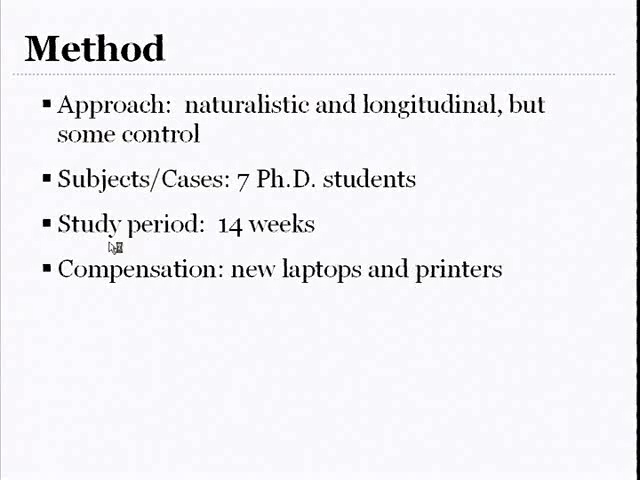 Method
▪ Approach: naturalistic and longitudinal, but
some control
▪ Subjects/Cases: 7 Ph.D. students
▪ Study period: 14 weeks
▪ Compensation: new laptops and printers